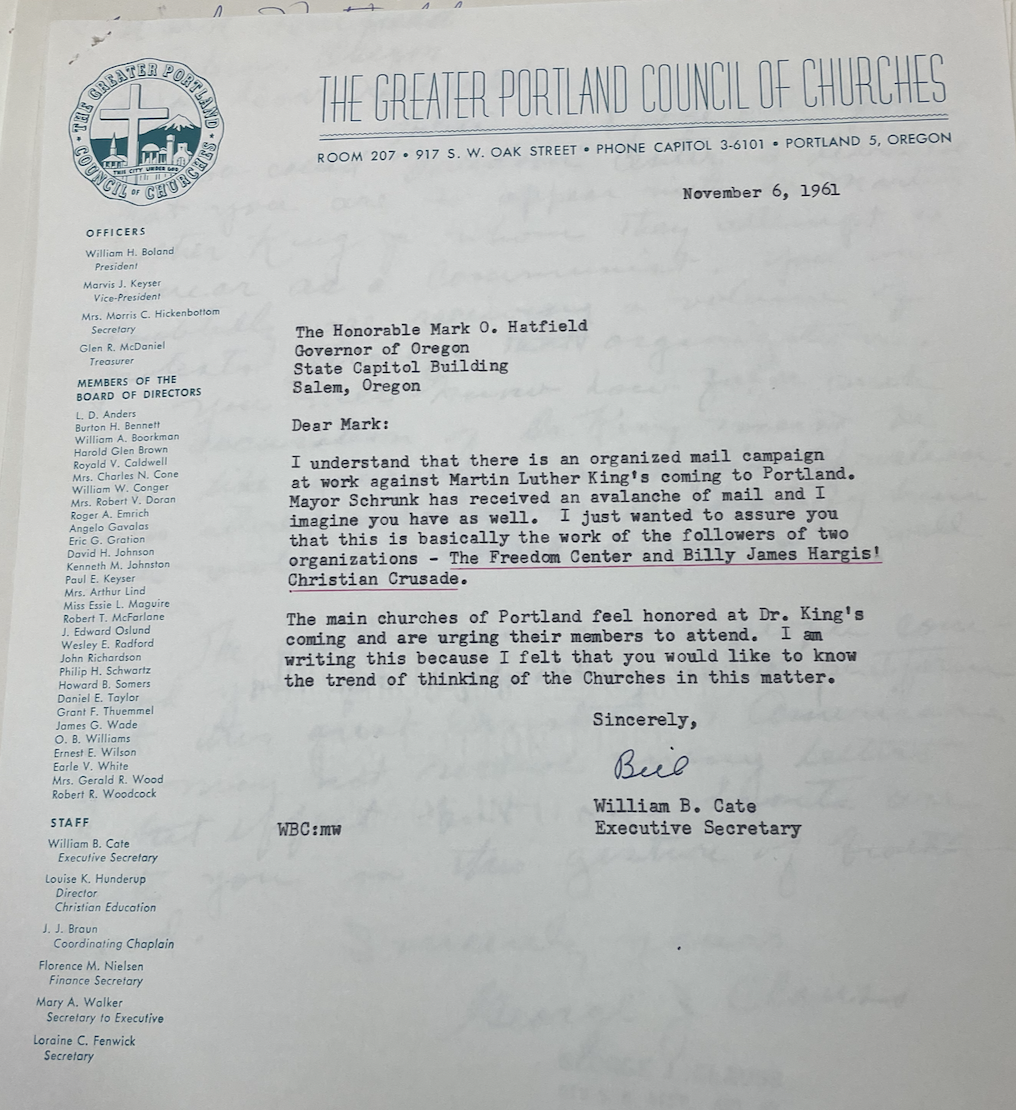 THE GREATER PORTLAND
COUNCIL OF CHURCHES
THIS CITY UNDER GOD
THE GREATER PORTLAND COUNCIL OF CHURCHES
ROOM 207 • 917 S. W. OAK STREET • PHONE CAPITOL 3-6101 • PORTLAND 5, OREGON
November 6, 1961
OFFICERS
William H. Boland
President
Marvis J. Keyser
Vice-President
Mrs. Morris C. Hickenbottom
Secretary
Glen R. McDaniel
Treasurer
MEMBERS OF THE
BOARD OF DIRECTORS
L. D. Anders
Burton H. Bennett
William A. Boorkman
Harold Glen Brown
Royald V. Caldwell
Mrs. Charles N. Cone
William W. Conger
Mrs. Robert V. Doran
Roger A. Emrich
Angelo Gavalas
Eric G. Gration
David H. Johnson
Kenneth M. Johnston
Paul E. Keyser
Mrs. Arthur Lind
Miss Essie L. Maguire
Robert T. McFarlane
J. Edward Oslund
Wesley E. Radford
John Richardson
Philip H. Schwartz
Howard B. Somers
Daniel E. Taylor
Grant F. Thuemmel
James G. Wade
O. B. Williams
Ernest E. Wilson
Earle V. White
Mrs. Gerald R. Wood
Robert R. Woodcock
STAFF
William B. Cate
Executive Secretary
Louise K. Hunderup
Director
Christian Education
J. J. Braun
Coordinating Chaplain
Florence M. Nielsen
Finance Secretary
Mary A. Walker
Secretary to Executive
Loraine C. Fenwick
Secretary
The Honorable Mark O. Hatfield
Governor of Oregon
State Capitol Building
Salem, Oregon
Dear Mark:
I understand that there is an organized mail campaign
at work against Martin Luther King's coming to Portland.
Mayor Schrunk has received an avalanche of mail and I
imagine you have as well. I just wanted to assure you
that this is basically the work of the followers of two
organizations - The Freedom Center and Billy James Hargis'
Christian Crusade.
The main churches of Portland feel honored at Dr. King's
coming and are urging their members to attend. I am
writing this because I felt that you would like to know
the trend of thinking of the Churches in this matter.
Sincerely,
Bill
William B. Cate
Executive Secretary
WBC:mw